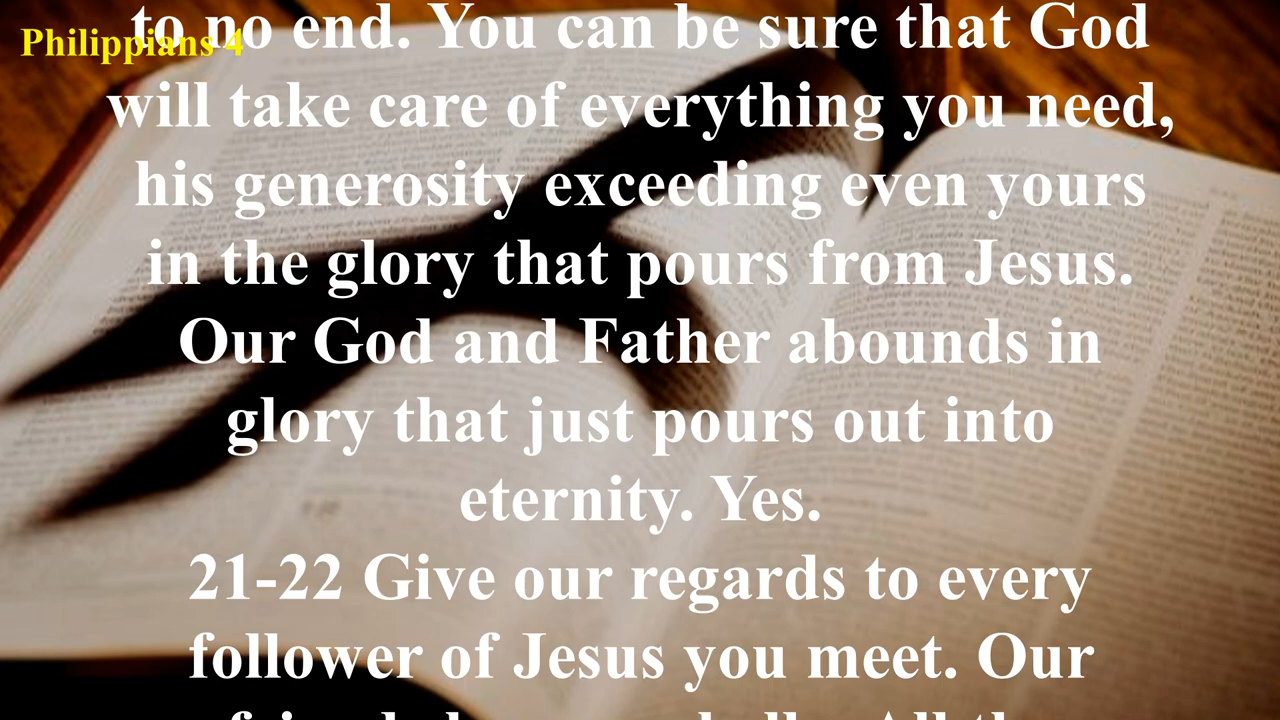 Philippians 4
to no end. You can be sure that God
will take care of everything you need,
his generosity exceeding even yours
in the glory that pours from Jesus.
Our God and Father abounds in
glory that just pours out into
eternity. Yes.
21-22 Give our regards to every
follower of Jesus you meet. Our